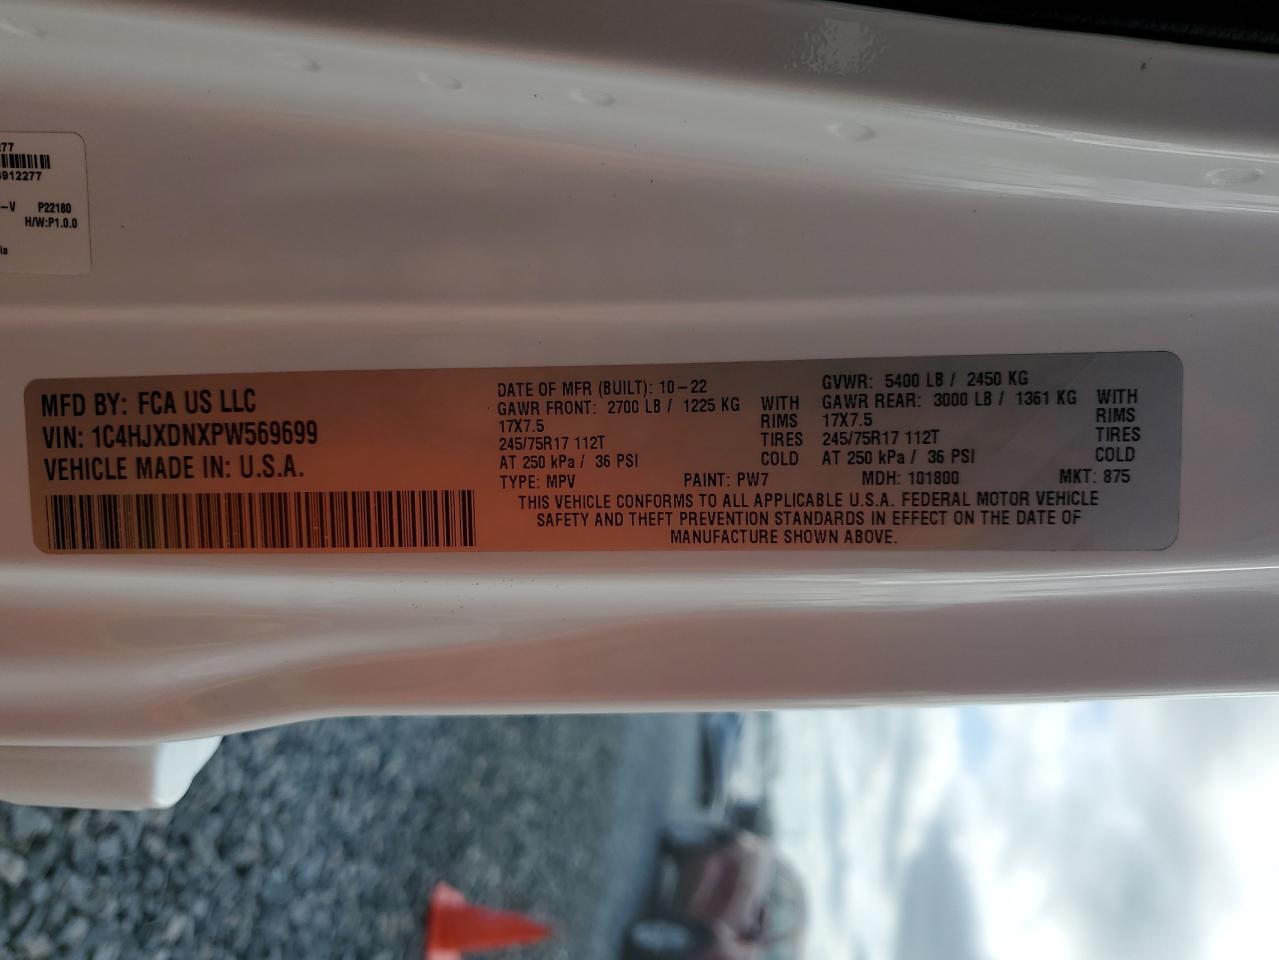 277
912277
-V P22180
H/W:P1.0.0
MFD BY: FCA US LLC
VIN: 1C4HJXDNXPW569699
VEHICLE MADE IN: U.S.A.
DATE OF MFR (BUILT): 10-22
GAWR FRONT: 2700 LB / 1225 KG WITH
17X7.5 RIMS
245/75R17 112T TIRES
AT 250 kPa / 36 PSI COLD
GVWR: 5400 LB / 2450 KG
GAWR REAR: 3000 LB / 1361 KG WITH
17X7.5 RIMS
245/75R17 112T TIRES
AT 250 kPa / 36 PSI COLD
TYPE: MPV PAINT: PW7 MDH: 101800 MKT: 875
THIS VEHICLE CONFORMS TO ALL APPLICABLE U.S.A. FEDERAL MOTOR VEHICLE
SAFETY AND THEFT PREVENTION STANDARDS IN EFFECT ON THE DATE OF
MANUFACTURE SHOWN ABOVE.